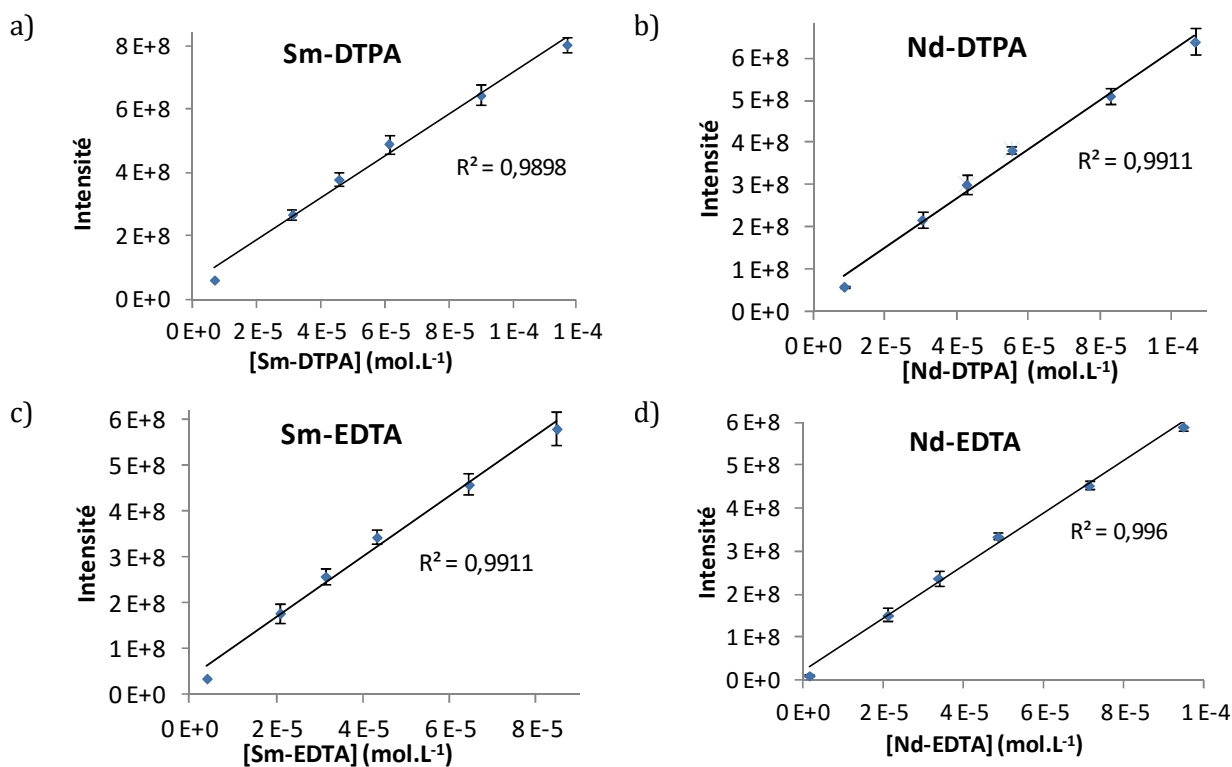 a)
Sm-DTPA
8 E+8
6 E+8
4 E+8
2 E+8
0 E+0
Intensité
R² = 0,9898
0 E+0 2 E-5 4 E-5 6 E-5 8 E-5 1 E-4 1 E-4
[Sm-DTPA] (mol.L⁻¹)
b)
Nd-DTPA
6 E+8
5 E+8
4 E+8
3 E+8
2 E+8
1 E+8
0 E+0
Intensité
R² = 0,9911
0 E+0 2 E-5 4 E-5 6 E-5 8 E-5 1 E-4
[Nd-DTPA] (mol.L⁻¹)
c)
Sm-EDTA
6 E+8
5 E+8
4 E+8
3 E+8
2 E+8
1 E+8
0 E+0
Intensité
R² = 0,9911
0 E+0 2 E-5 4 E-5 6 E-5 8 E-5
[Sm-EDTA] (mol.L⁻¹)
d)
Nd-EDTA
6 E+8
5 E+8
4 E+8
3 E+8
2 E+8
1 E+8
0 E+0
Intensité
R² = 0,996
0 E+0 2 E-5 4 E-5 6 E-5 8 E-5 1 E-4
[Nd-EDTA] (mol.L⁻¹)